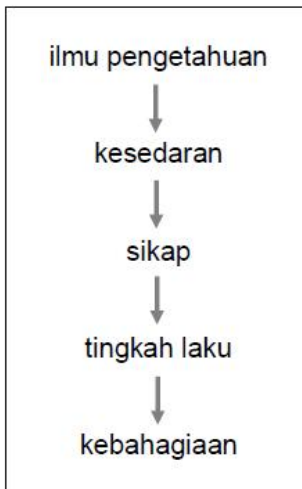 ilmu pengetahuan
kesedaran
sikap
tingkah laku
kebahagiaan